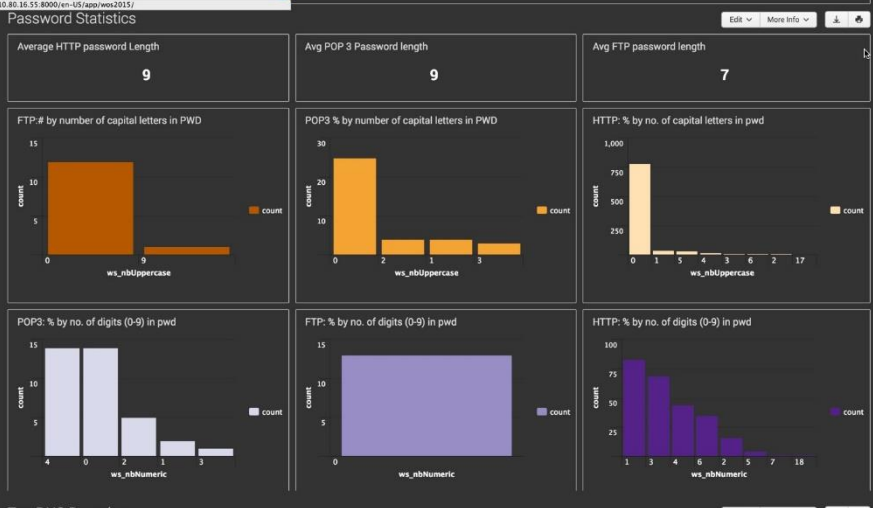 10.80.16.55:8000/en-US/app/wos2015/
Password Statistics
Edit More Info
Average HTTP password Length
9
Avg POP 3 Password length
9
Avg FTP password length
7
FTP:# by number of capital letters in PWD
15
10
5
count
0 9
ws_nbUppercase
count
POP3 % by number of capital letters in PWD
30
20
10
count
0 2 1 3
ws_nbUppercase
count
HTTP: % by no. of capital letters in pwd
1,000
750
500
250
count
0 1 5 4 3 6 2 17
ws_nbUppercase
count
POP3: % by no. of digits (0-9) in pwd
15
10
5
count
4 0 2 1 3
ws_nbNumeric
count
FTP: % by no. of digits (0-9) in pwd
15
10
5
count
0
ws_nbNumeric
count
HTTP: % by no. of digits (0-9) in pwd
100
75
50
25
count
1 3 4 6 2 5 7 18
ws_nbNumeric
count